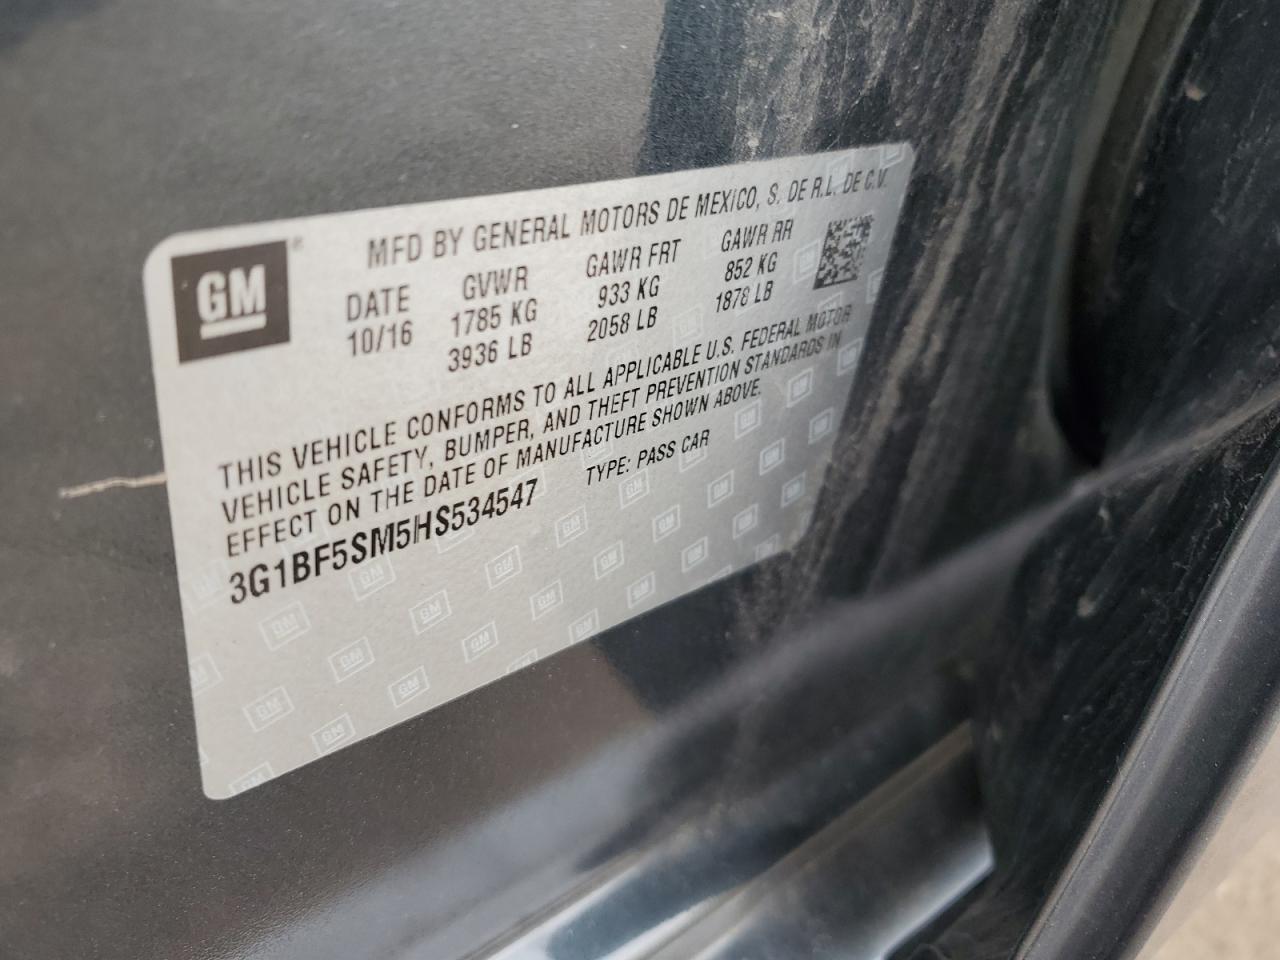 GM
MFD BY GENERAL MOTORS DE MEXICO, S. DE R.L. DE C.V.
DATE GVWR GAWR FRT GAWR RR
10/16 1785 KG 933 KG 852 KG
3936 LB 2058 LB 1878 LB
THIS VEHICLE CONFORMS TO ALL APPLICABLE U.S. FEDERAL MOTOR
VEHICLE SAFETY, BUMPER, AND THEFT PREVENTION STANDARDS IN
EFFECT ON THE DATE OF MANUFACTURE SHOWN ABOVE.
3G1BF5SM5HS534547 TYPE: PASS CAR